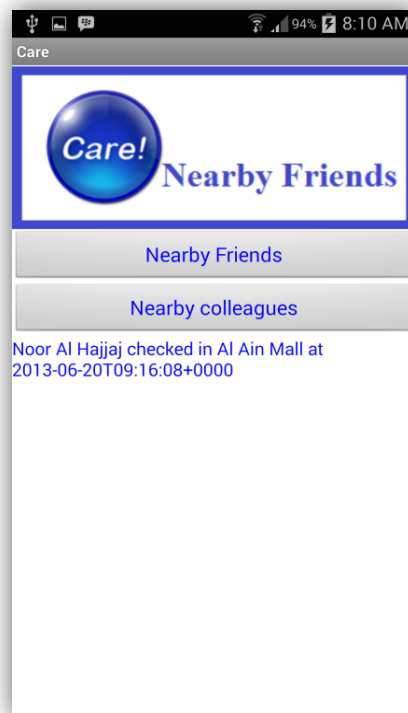 94% 8:10 AM
Care
Care!
Nearby Friends
Nearby Friends
Nearby colleagues
Noor Al Hajjaj checked in Al Ain Mall at
2013-06-20T09:16:08+0000